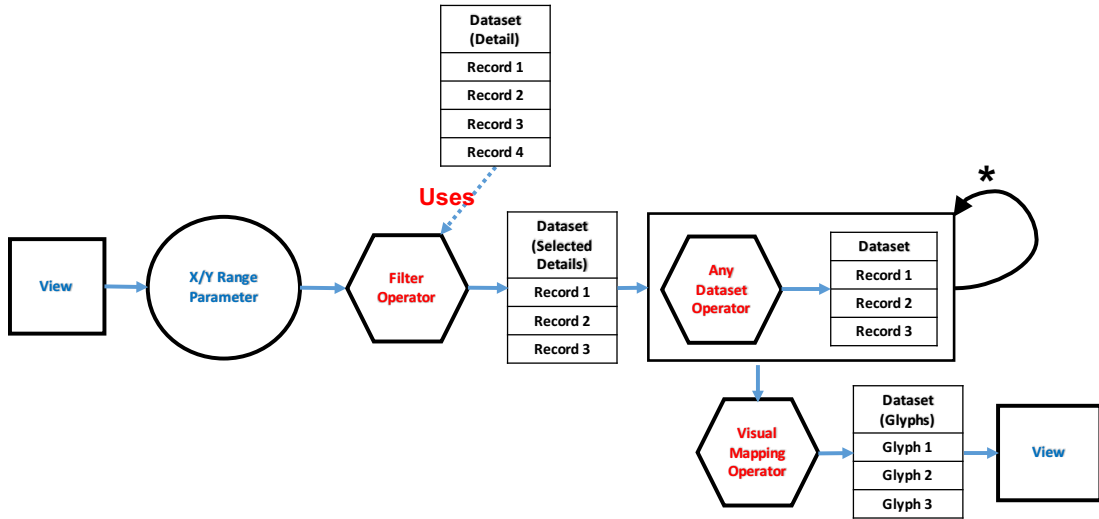 Dataset
(Detail)
Record 1
Record 2
Record 3
Record 4
Uses
*
View
X/Y Range
Parameter
Filter
Operator
Dataset
(Selected
Details)
Record 1
Record 2
Record 3
Any
Dataset
Operator
Dataset
Record 1
Record 2
Record 3
Visual
Mapping
Operator
Dataset
(Glyphs)
Glyph 1
Glyph 2
Glyph 3
View